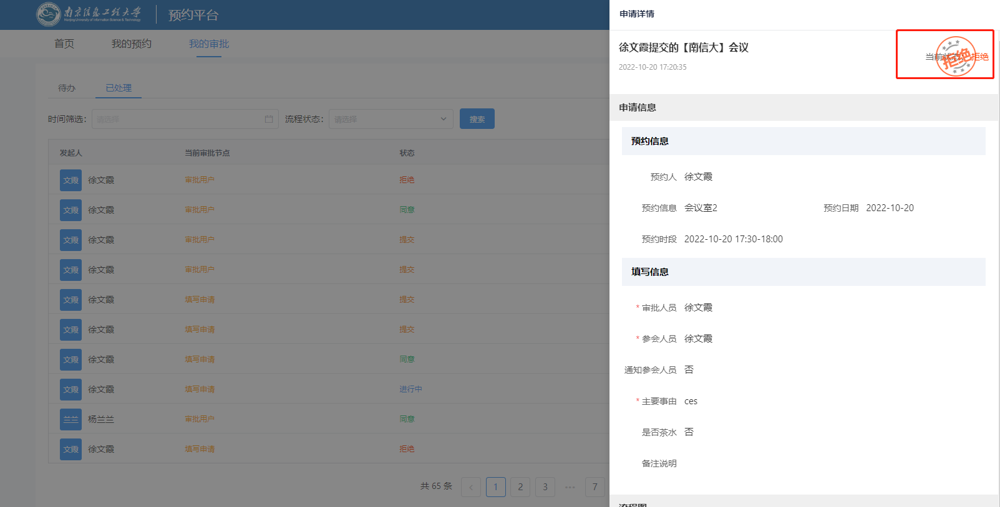 南京信息工程大学
Nanjing University of Information Science & Technology
预约平台
首页 我的预约 我的审批
待办 已处理
时间筛选: 请选择 流程状态: 请选择 搜索
发起人 当前审批节点 状态
文霞 徐文霞 审批用户 拒绝
文霞 徐文霞 审批用户 同意
文霞 徐文霞 审批用户 提交
文霞 徐文霞 审批用户 提交
文霞 徐文霞 填写申请 提交
文霞 徐文霞 填写申请 提交
文霞 徐文霞 填写申请 同意
文霞 徐文霞 填写申请 进行中
兰兰 杨兰兰 审批用户 同意
文霞 徐文霞 填写申请 拒绝
共 65 条 < 1 2 3 ··· 7
申请详情
徐文霞提交的【南信大】会议
2022-10-20 17:20:35
当前状态: 拒绝
拒绝
申请信息
预约信息
预约人 徐文霞
预约信息 会议室2 预约日期 2022-10-20
预约时段 2022-10-20 17:30-18:00
填写信息
* 审批人员 徐文霞
* 参会人员 徐文霞
通知参会人员 否
* 主要事由 ces
是否茶水 否
备注说明
流程图